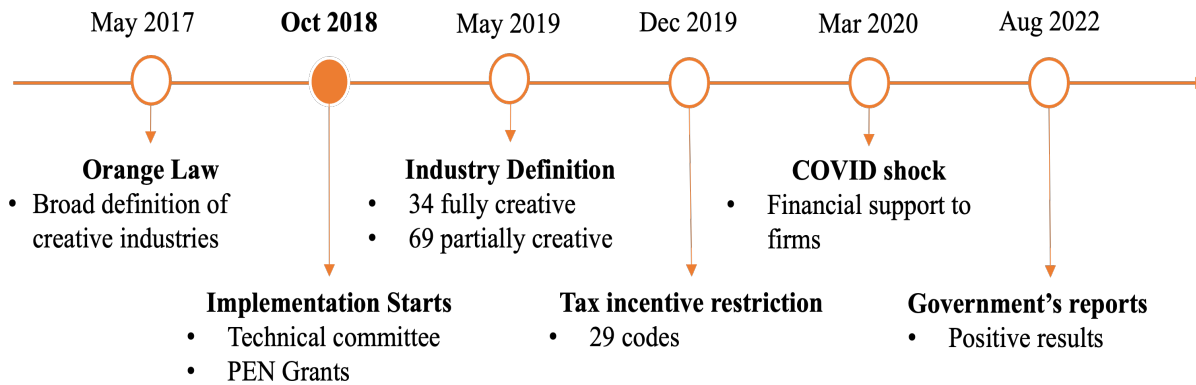 May 2017
Oct 2018
May 2019
Dec 2019
Mar 2020
Aug 2022
Orange Law
• Broad definition of
creative industries
Industry Definition
• 34 fully creative
• 69 partially creative
COVID shock
• Financial support to
firms
Implementation Starts
• Technical committee
• PEN Grants
Tax incentive restriction
• 29 codes
Government’s reports
• Positive results